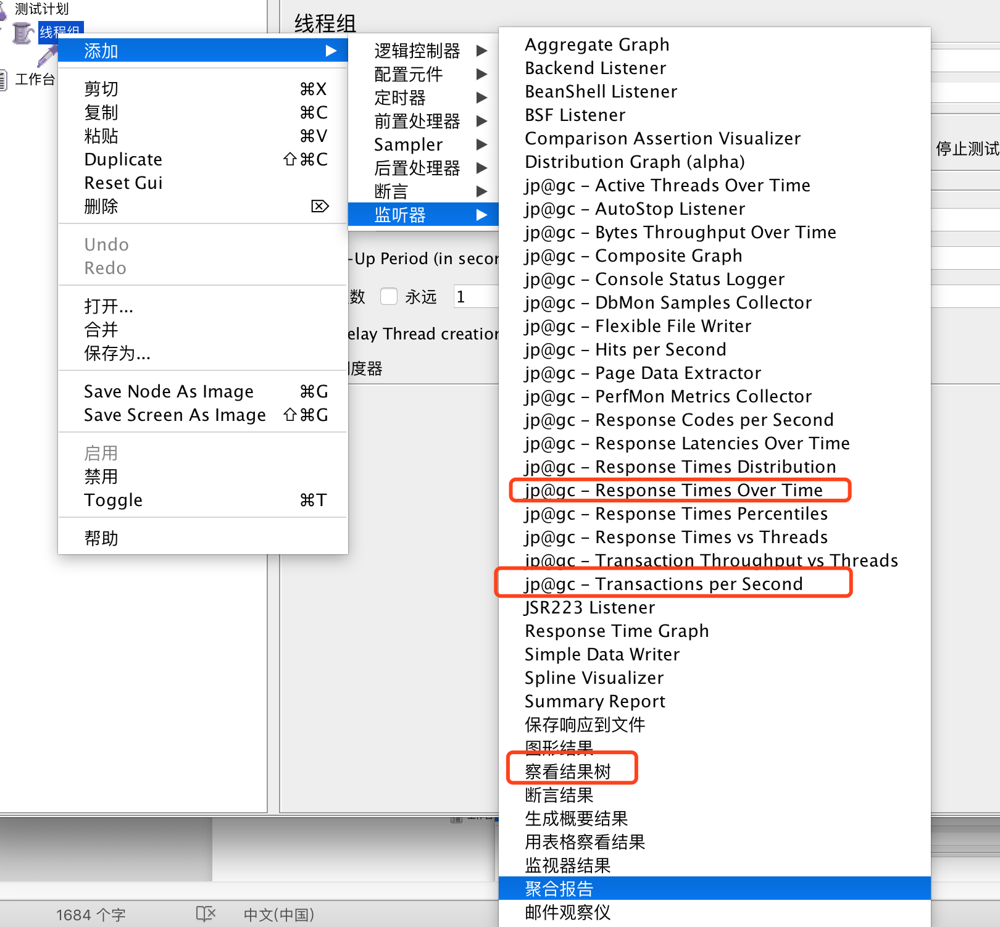 测试计划
线程组
工作台
线程组
添加
剪切 ⌘X
复制 ⌘C
粘贴 ⌘V
Duplicate ⇧⌘C
Reset Gui
删除 ⌦
Undo
Redo
打开...
合并
保存为...
Save Node As Image ⌘G
Save Screen As Image ⇧⌘G
启用
禁用
Toggle ⌘T
帮助
逻辑控制器
配置元件
定时器
前置处理器
Sampler
后置处理器
断言
监听器
-Up Period (in secon
数 永远 1
elay Thread creation
度器
停止测试
Aggregate Graph
Backend Listener
BeanShell Listener
BSF Listener
Comparison Assertion Visualizer
Distribution Graph (alpha)
jp@gc - Active Threads Over Time
jp@gc - AutoStop Listener
jp@gc - Bytes Throughput Over Time
jp@gc - Composite Graph
jp@gc - Console Status Logger
jp@gc - DbMon Samples Collector
jp@gc - Flexible File Writer
jp@gc - Hits per Second
jp@gc - Page Data Extractor
jp@gc - PerfMon Metrics Collector
jp@gc - Response Codes per Second
jp@gc - Response Latencies Over Time
jp@gc - Response Times Distribution
jp@gc - Response Times Over Time
jp@gc - Response Times Percentiles
jp@gc - Response Times vs Threads
jp@gc - Transaction Throughput vs Threads
jp@gc - Transactions per Second
JSR223 Listener
Response Time Graph
Simple Data Writer
Spline Visualizer
Summary Report
保存响应到文件
图形结果
察看结果树
断言结果
生成概要结果
用表格察看结果
监视器结果
聚合报告
邮件观察仪
1684 个字
中文(中国)